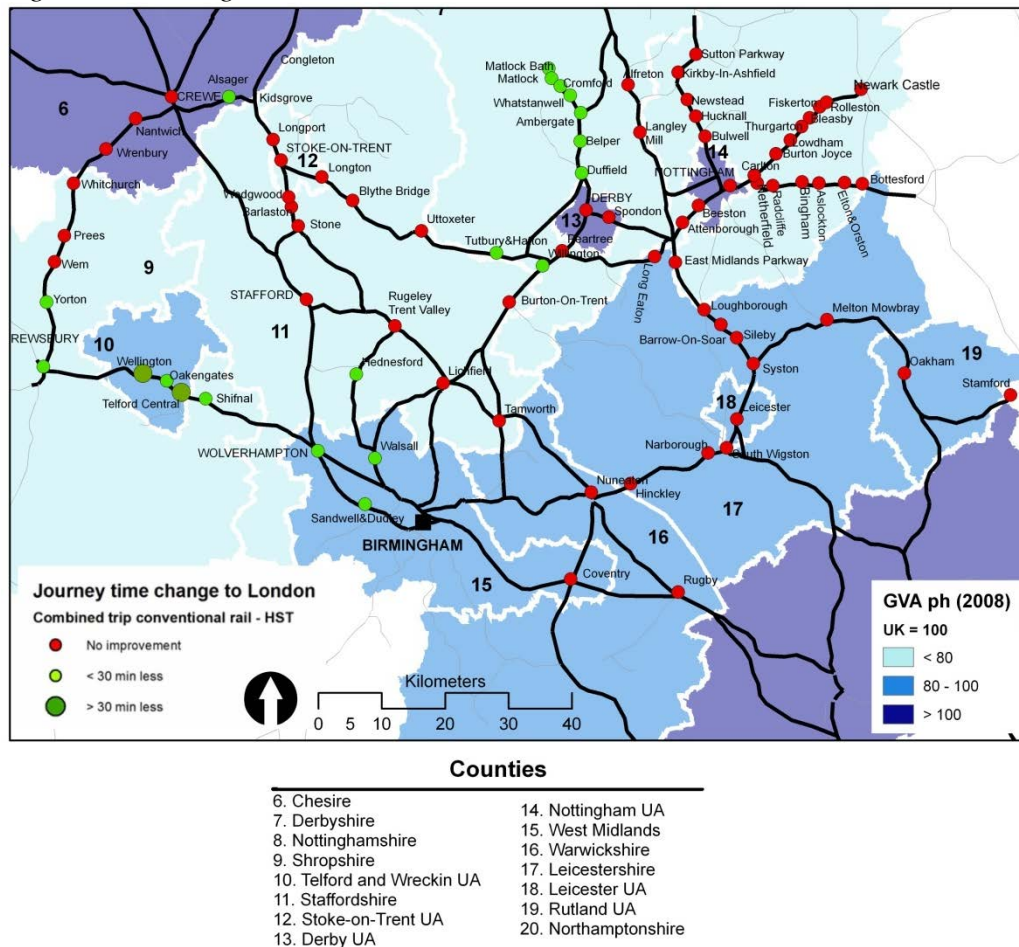 Matlock Bath
Sutton Parkway
Congleton
Matlock
Cromford
Alfreton
Kirkby-In-Ashfield
Newark Castle
Alsager
6
CREWE
Kidsgrove
Whatstanwell
Newstead
Fiskerton
Rolleston
Hucknall
Bleasby
Nantwich
Ambergate
Thurgarton
Longport
Langley
Mill
Bulwell
Lowdham
Wrenbury
STOKE-ON-TRENT
Belper
14
Burton Joyce
12
Longton
Duffield
NOTTINGHAM
Carlton
Whitchurch
Wedgwood
Blythe Bridge
DERBY
Bottesford
Barlaston
13
Spondon
Beeston
Netherfield
Radcliffe
Bingham
Aslockton
Elton&Orston
Stone
Uttoxeter
Attenborough
Prees
Peartree
Tutbury&Hatton
Willington
Wem
9
East Midlands Parkway
Long Eaton
Yorton
STAFFORD
Rugeley
Trent Valley
Burton-On-Trent
Loughborough
Melton Mowbray
11
Sileby
REWSBURY
10
Barrow-On-Soar
19
Wellington
Hednesford
Oakengates
Lichfield
Syston
Oakham
Stamford
Telford Central
Shifnal
18
Leicester
Tamworth
WOLVERHAMPTON
Walsall
Narborough
South Wigston
Nuneaton
Hinckley
17
Sandwell&Dudley
BIRMINGHAM
16
15
Coventry
Rugby
Journey time change to London
Combined trip conventional rail - HST
No improvement
< 30 min less
> 30 min less
Kilometers
0 5 10 20 30 40
GVA ph (2008)
UK = 100
< 80
80 - 100
> 100
Counties
6. Chesire
7. Derbyshire
8. Nottinghamshire
9. Shropshire
10. Telford and Wreckin UA
11. Staffordshire
12. Stoke-on-Trent UA
13. Derby UA
14. Nottingham UA
15. West Midlands
16. Warwickshire
17. Leicestershire
18. Leicester UA
19. Rutland UA
20. Northamptonshire